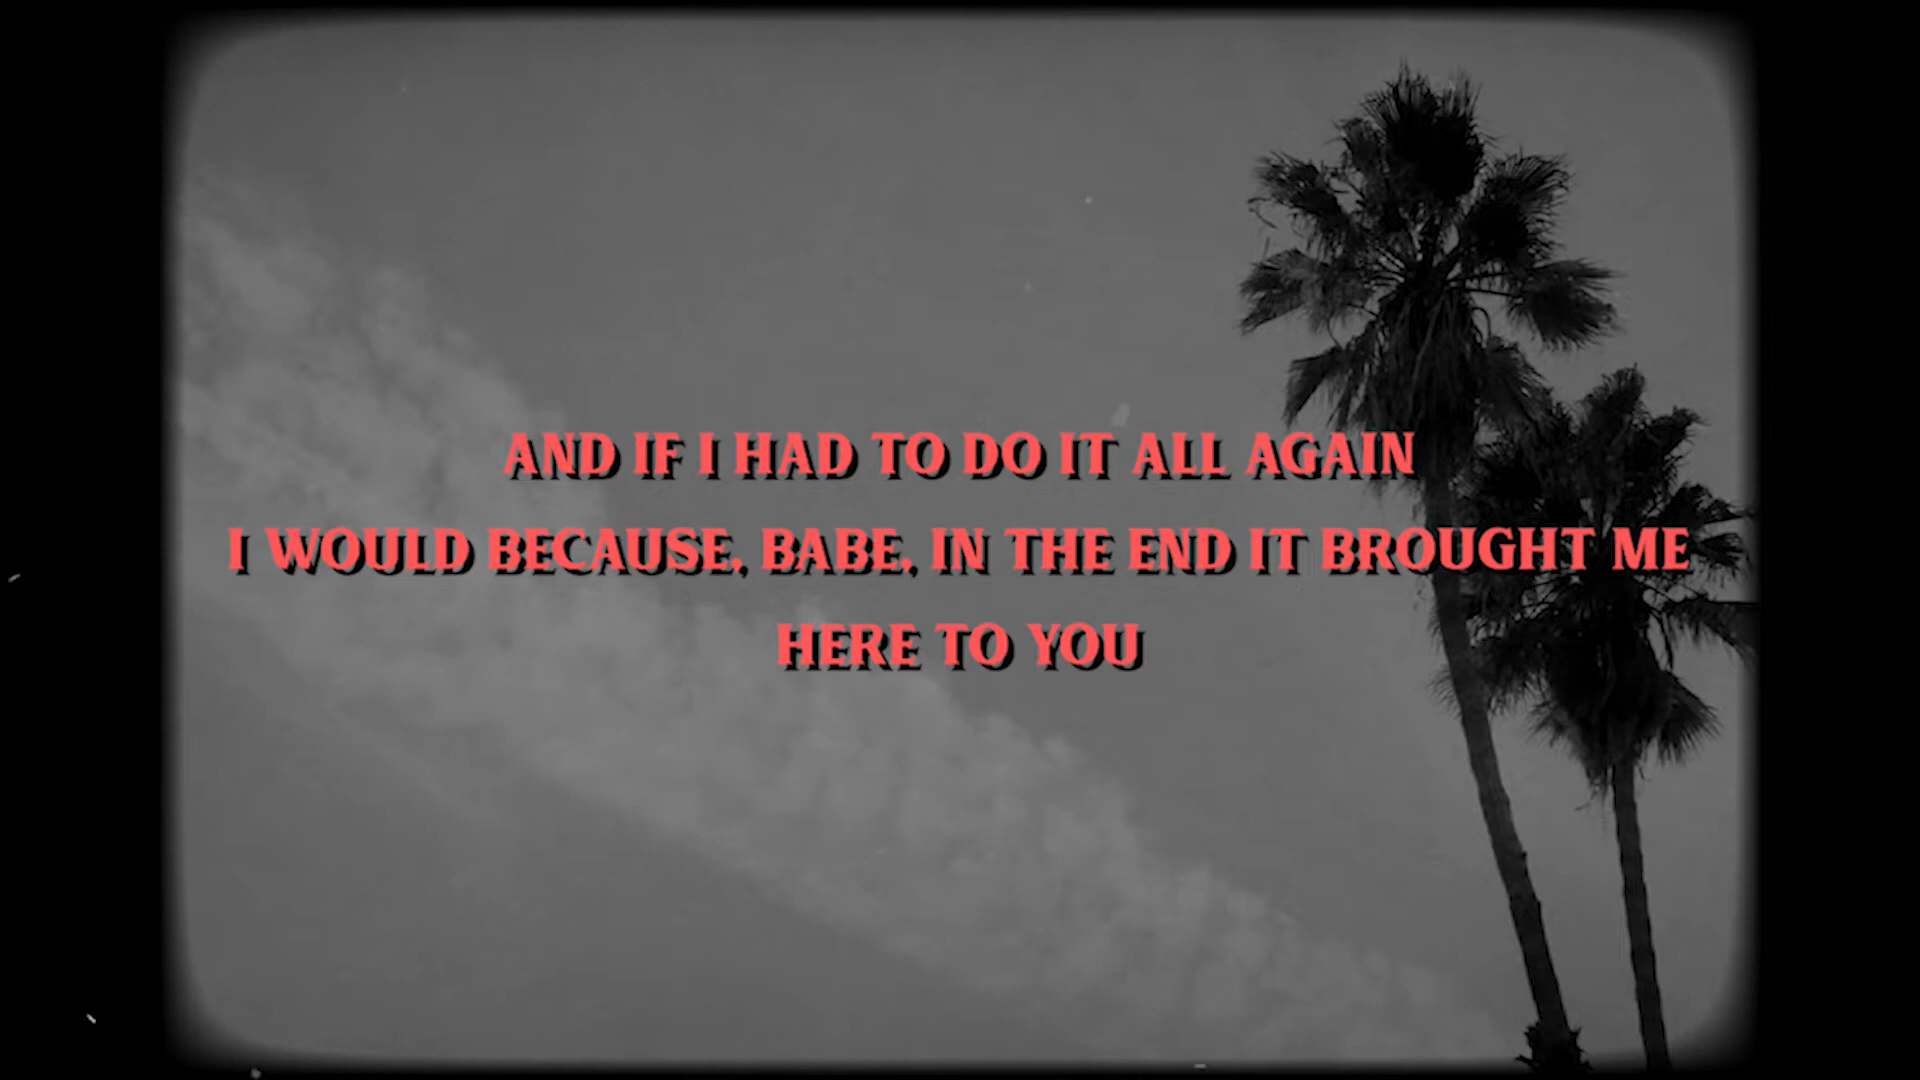 AND IF I HAD TO DO IT ALL AGAIN
I WOULD BECAUSE, BABE, IN THE END IT BROUGHT ME
HERE TO YOU